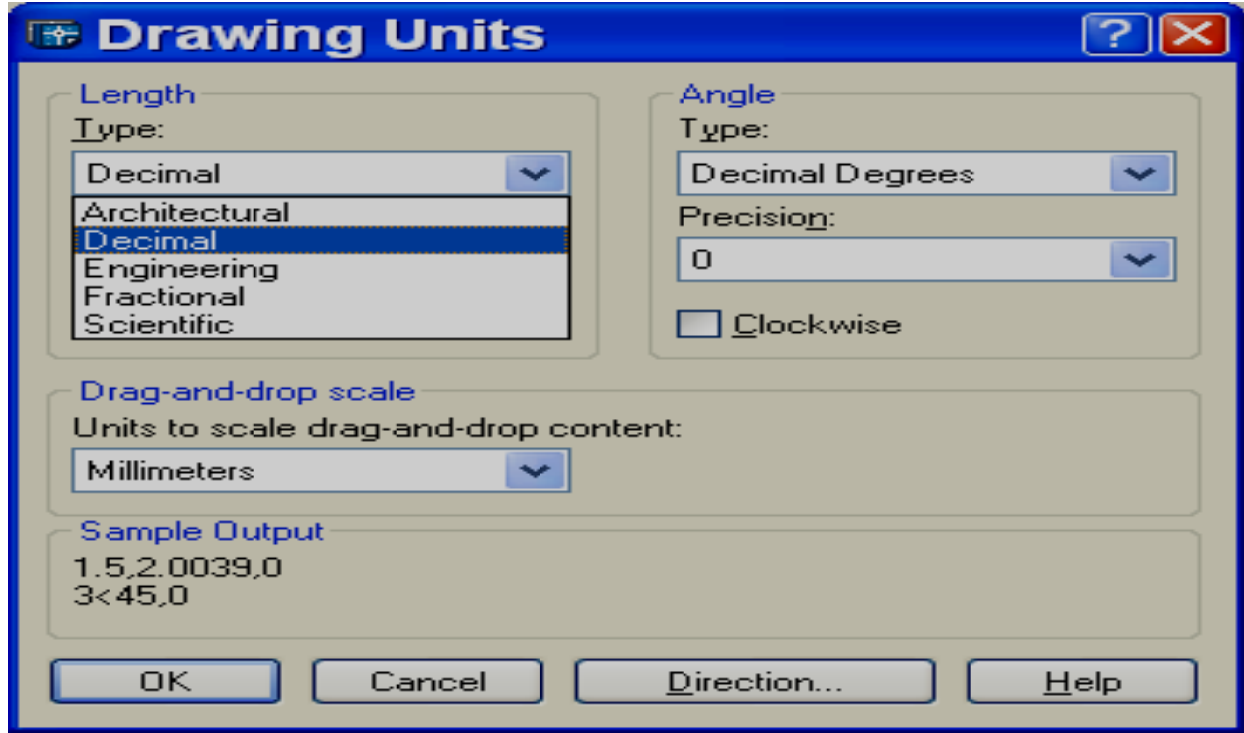 Drawing Units
Length
Type:
Decimal
Architectural
Decimal
Engineering
Fractional
Scientific
Angle
Type:
Decimal Degrees
Precision:
0
Clockwise
Drag-and-drop scale
Units to scale drag-and-drop content:
Millimeters
Sample Output
1.5,2.0039,0
3<45,0
OK Cancel Direction... Help